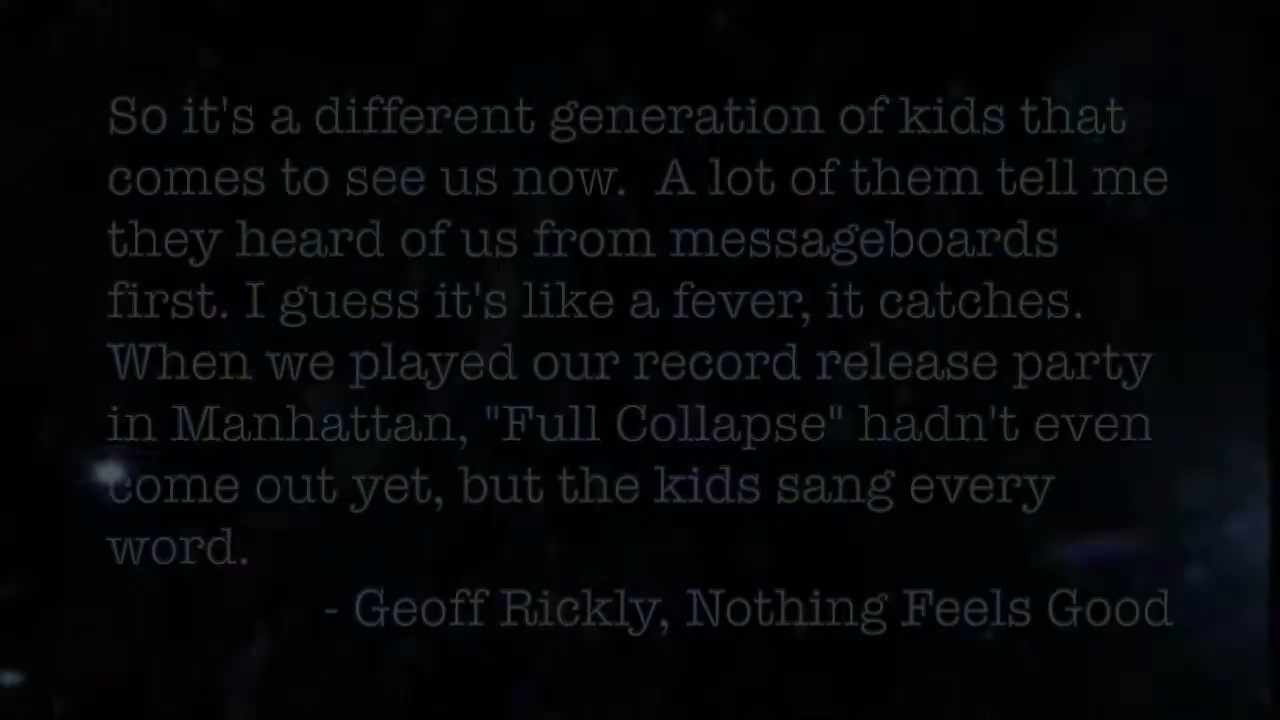 So it's a different generation of kids that
comes to see us now.  A lot of them tell me
they heard of us from messageboards
first. I guess it's like a fever, it catches.
When we played our record release party
in Manhattan, "Full Collapse" hadn't even
come out yet, but the kids sang every
word.
- Geoff Rickly, Nothing Feels Good